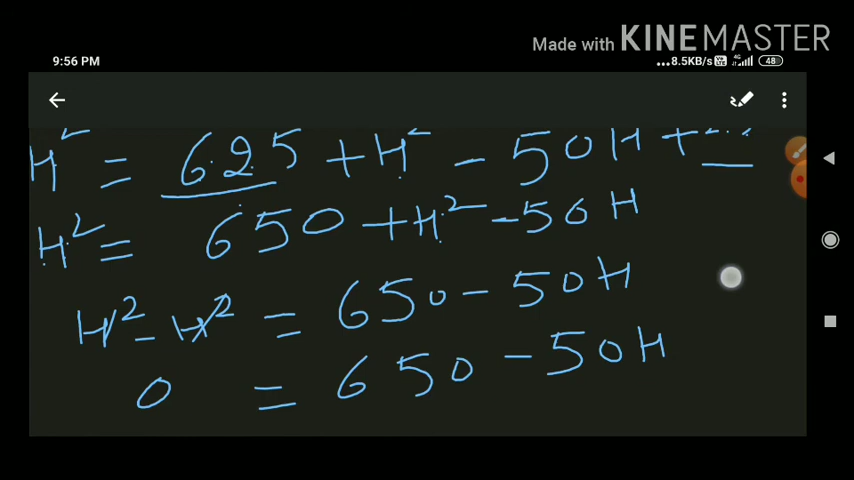 Made with KINEMASTER
9:56 PM
8.5KB/s 4G 48
H² = 625 + H² - 50H +
H² = 650 + H² - 50H
H² - H² = 650 - 50H
0 = 650 - 50H